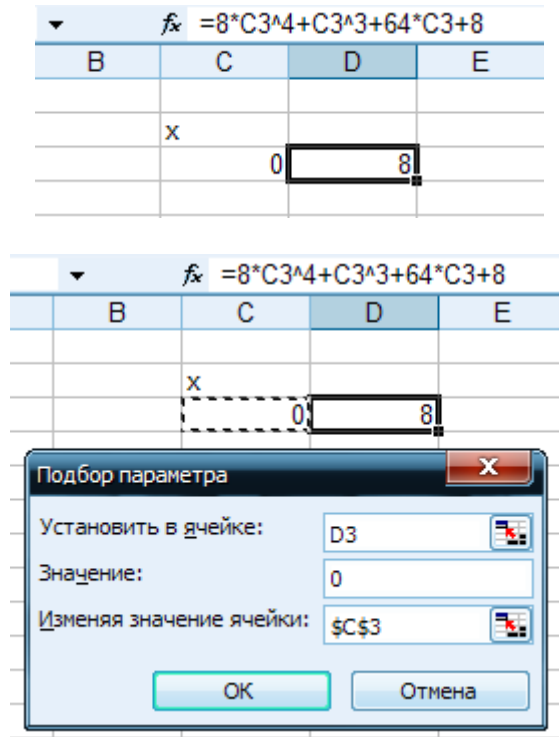 fx =8*C3^4+C3^3+64*C3+8
B C D E
x
0 8
fx =8*C3^4+C3^3+64*C3+8
B C D E
x
0 8
Подбор параметра
Установить в ячейке: D3
Значение: 0
Изменяя значение ячейки: $C$3
ОК Отмена